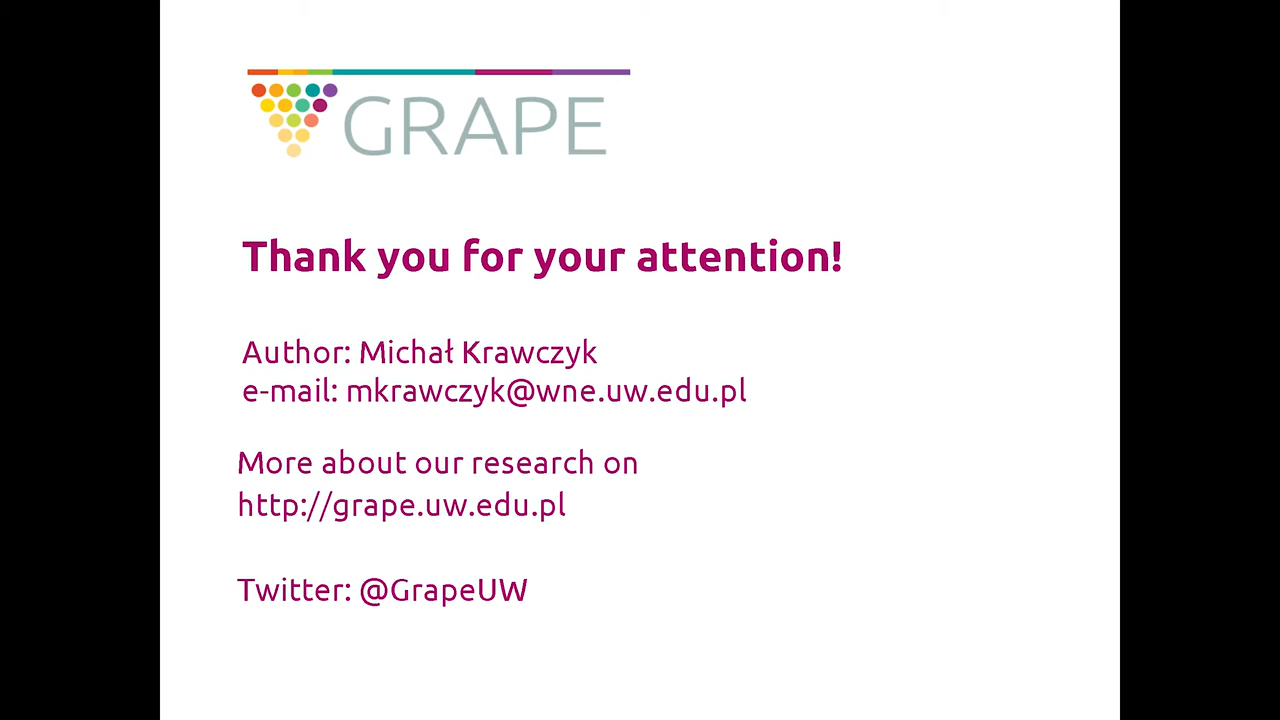 GRAPE
Thank you for your attention!
Author: Michał Krawczyk
e-mail: mkrawczyk@wne.uw.edu.pl
More about our research on
http://grape.uw.edu.pl
Twitter: @GrapeUW